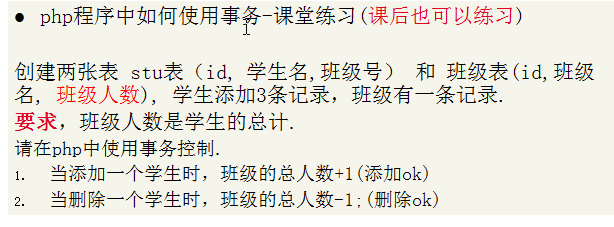 ● php程序中如何使用事务-课堂练习(课后也可以练习)
创建两张表 stu表（id, 学生名,班级号） 和 班级表(id,班级
名, 班级人数), 学生添加3条记录，班级有一条记录.
要求，班级人数是学生的总计.
请在php中使用事务控制.
1. 当添加一个学生时，班级的总人数+1(添加ok)
2. 当删除一个学生时，班级的总人数-1;(删除ok)